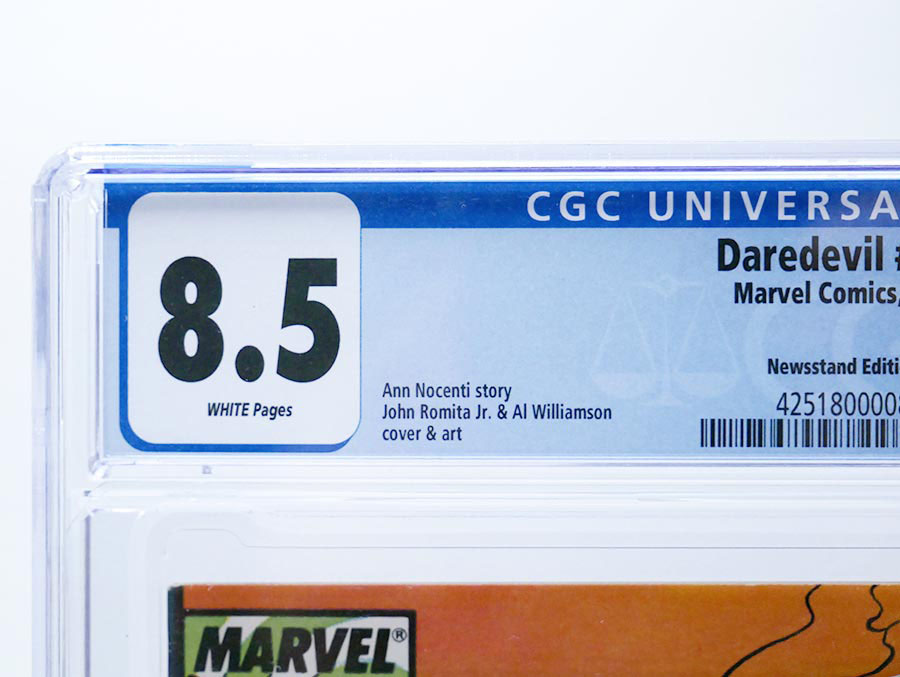 CGC UNIVERSA
8.5
WHITE Pages
Daredevil #
Marvel Comics,
Newsstand Editi
Ann Nocenti story
John Romita Jr. & Al Williamson
cover & art
425180000
MARVEL®